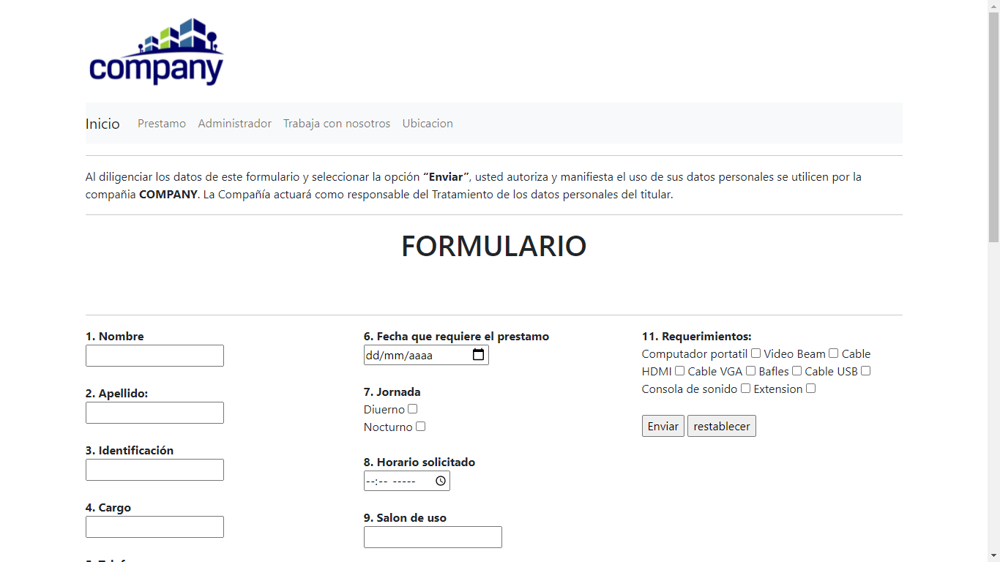 company
Inicio Prestamo Administrador Trabaja con nosotros Ubicacion
Al diligenciar los datos de este formulario y seleccionar la opción “Enviar”, usted autoriza y manifiesta el uso de sus datos personales se utilicen por la
compañia COMPANY. La Compañía actuará como responsable del Tratamiento de los datos personales del titular.
FORMULARIO
1. Nombre
2. Apellido:
3. Identificación
4. Cargo
6. Fecha que requiere el prestamo
dd/mm/aaaa
7. Jornada
Diuerno
Nocturno
8. Horario solicitado
--:-- -----
9. Salon de uso
11. Requerimientos:
Computador portatil Video Beam Cable
HDMI Cable VGA Bafles Cable USB
Consola de sonido Extension
Enviar restablecer